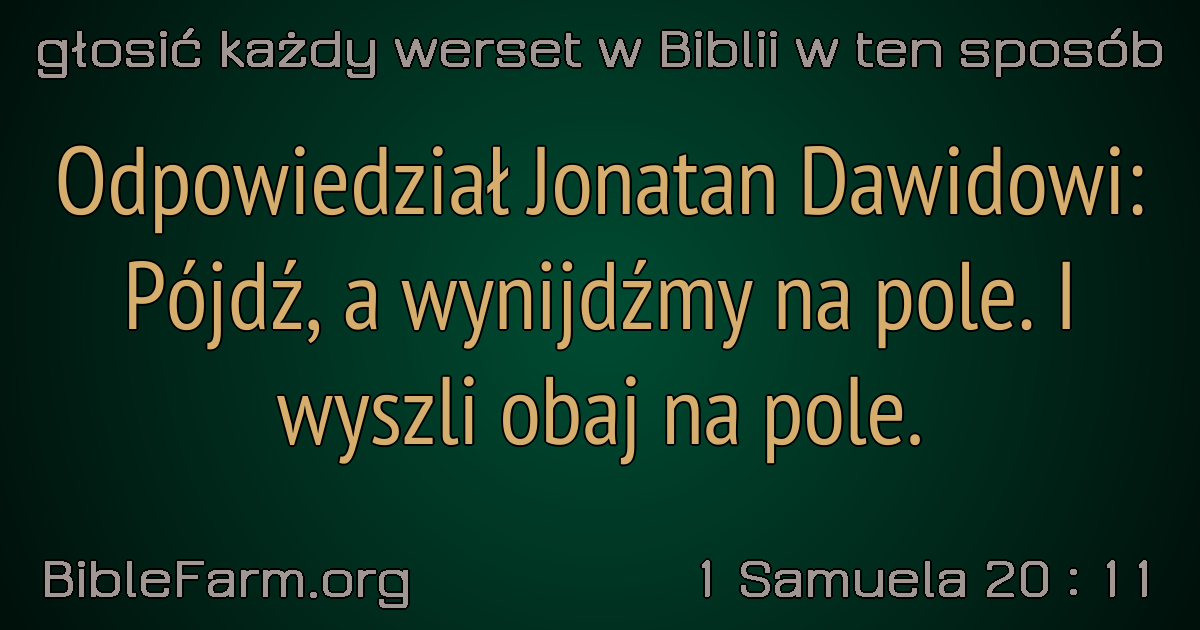 głosić każdy werset w Biblii w ten sposób
Odpowiedział Jonatan Dawidowi:
Pójdź, a wynijdźmy na pole. I
wyszli obaj na pole.
BibleFarm.org
1 Samuela 20 : 11